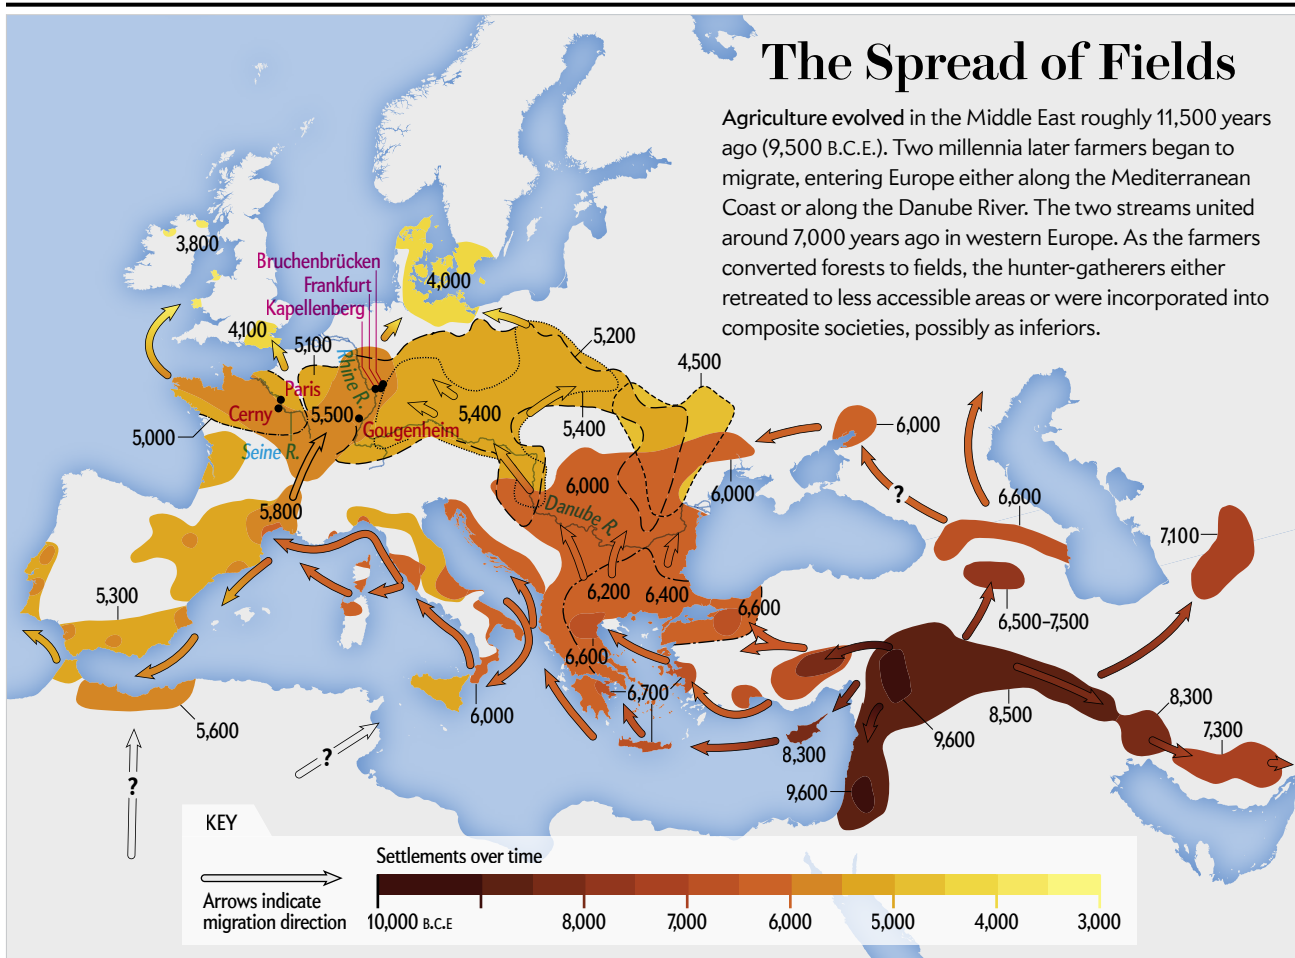 The Spread of Fields
Agriculture evolved in the Middle East roughly 11,500 years
ago (9,500 B.C.E.). Two millennia later farmers began to
migrate, entering Europe either along the Mediterranean
Coast or along the Danube River. The two streams united
around 7,000 years ago in western Europe. As the farmers
converted forests to fields, the hunter-gatherers either
retreated to less accessible areas or were incorporated into
composite societies, possibly as inferiors.
3,800
Bruchenbrücken
Frankfurt
Kapellenberg
4,000
4,100
5,100
5,200
4,500
Rhine R.
Paris
Cerny
5,500
5,400
5,400
Gougenheim
5,000
Seine R.
6,000
6,000
6,000
?
6,600
Danube R.
5,800
7,100
5,300
6,200
6,400
6,600
6,500–7,500
6,600
6,700
6,000
5,600
8,300
8,500
7,300
9,600
8,300
9,600
?
?
KEY
Arrows indicate
migration direction
Settlements over time
10,000 B.C.E
8,000
7,000
6,000
5,000
4,000
3,000